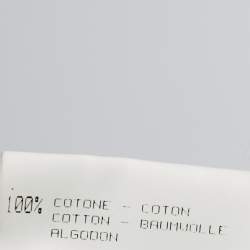 100% COTONE - COTON
COTTON - BAUMWOLLE
ALGODON